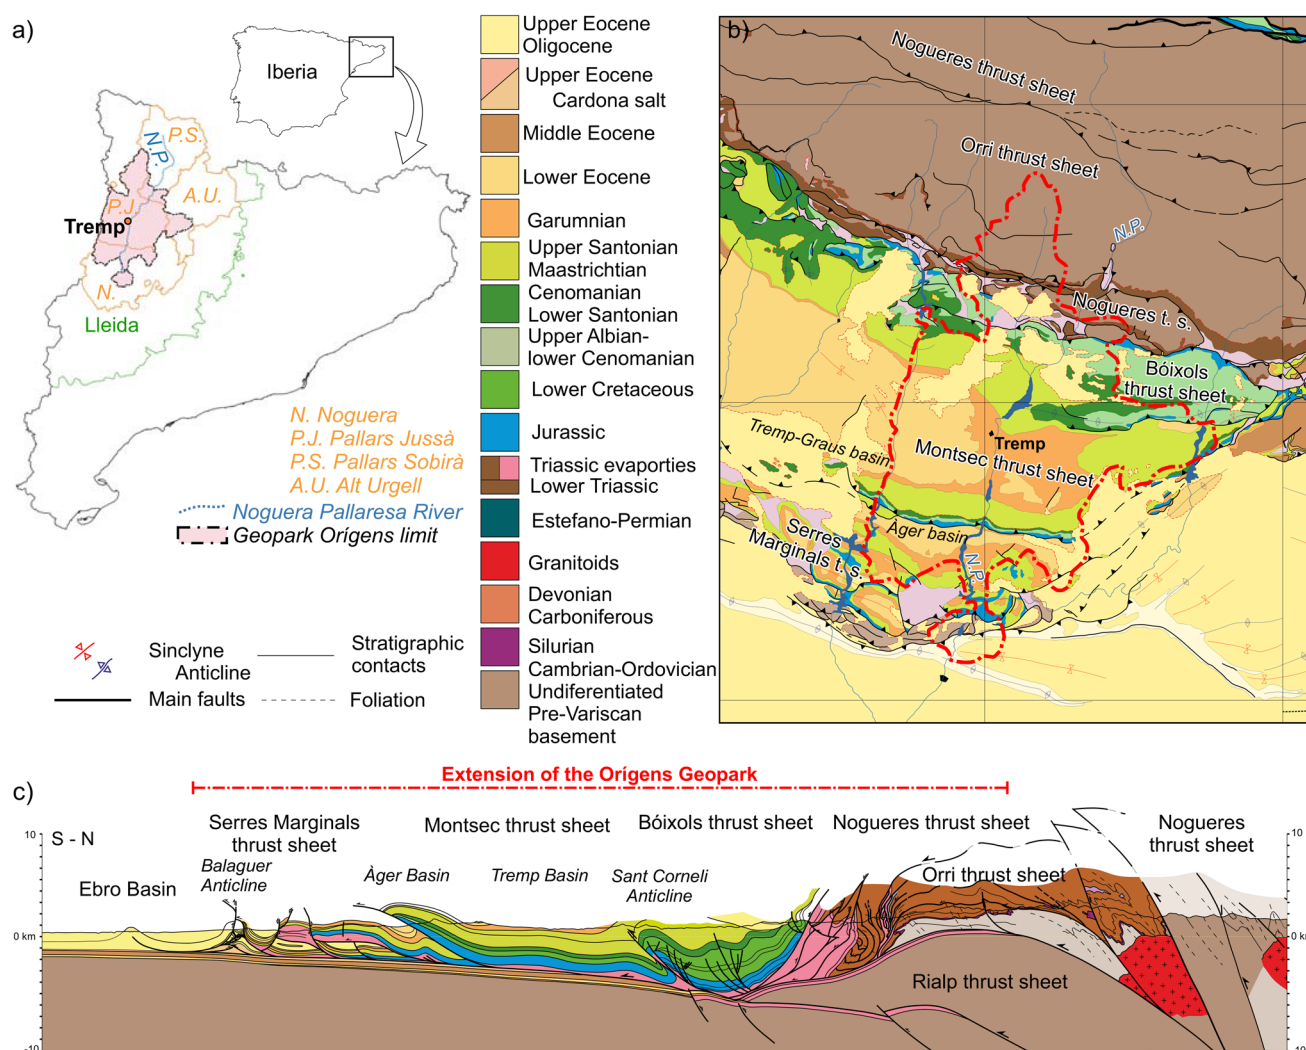 a)
Iberia
P.S.
N.P.
A.U.
P.J.
Tremp
N.
Lleida
N. Noguera
P.J. Pallars Jussà
P.S. Pallars Sobirà
A.U. Alt Urgell
Noguera Pallaresa River
Geopark Orígens limit
Sinclyne
Anticline
Main faults
Stratigraphic
contacts
Foliation
Upper Eocene
Oligocene
Upper Eocene
Cardona salt
Middle Eocene
Lower Eocene
Garumnian
Upper Santonian
Maastrichtian
Cenomanian
Lower Santonian
Upper Albian-
lower Cenomanian
Lower Cretaceous
Jurassic
Triassic evaporties
Lower Triassic
Estefano-Permian
Granitoids
Devonian
Carboniferous
Silurian
Cambrian-Ordovician
Undiferentiated
Pre-Variscan
basement
b)
Nogueres thrust sheet
Orri thrust sheet
N.P.
Nogueres t. s.
Bóixols
thrust sheet
Tremp-Graus basin
Tremp
Montsec thrust sheet
Àger basin
Serres
Marginals t. s.
N.P.
Extension of the Orígens Geopark
c)
S - N
10
0 km
-10
Ebro Basin
Serres Marginals
thrust sheet
Balaguer
Anticline
Montsec thrust sheet
Àger Basin
Tremp Basin
Bóixols thrust sheet
Sant Corneli
Anticline
Nogueres thrust sheet
Orri thrust sheet
Rialp thrust sheet
Nogueres
thrust sheet
10
0 km
10